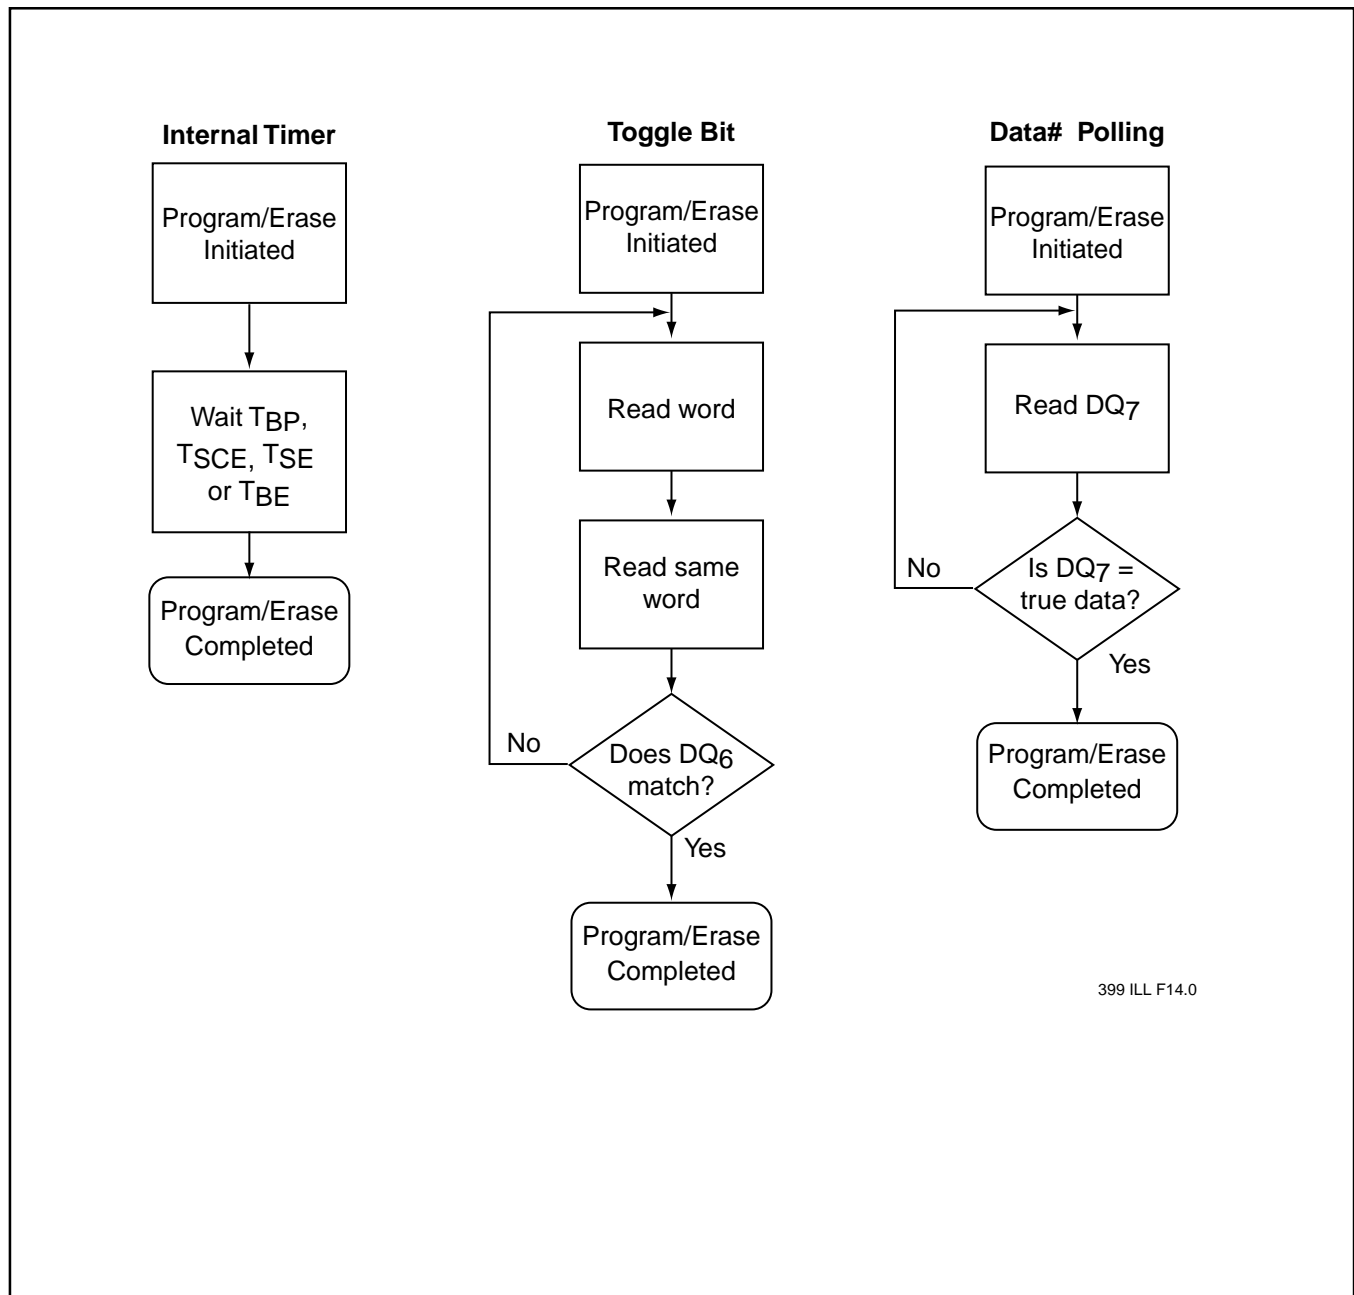 Internal Timer
Program/Erase
Initiated
Wait TBP,
TSCE, TSE
or TBE
Program/Erase
Completed
Toggle Bit
Program/Erase
Initiated
Read word
Read same
word
Does DQ6
match?
No
Yes
Program/Erase
Completed
Data# Polling
Program/Erase
Initiated
Read DQ7
Is DQ7 =
true data?
No
Yes
Program/Erase
Completed
399 ILL F14.0